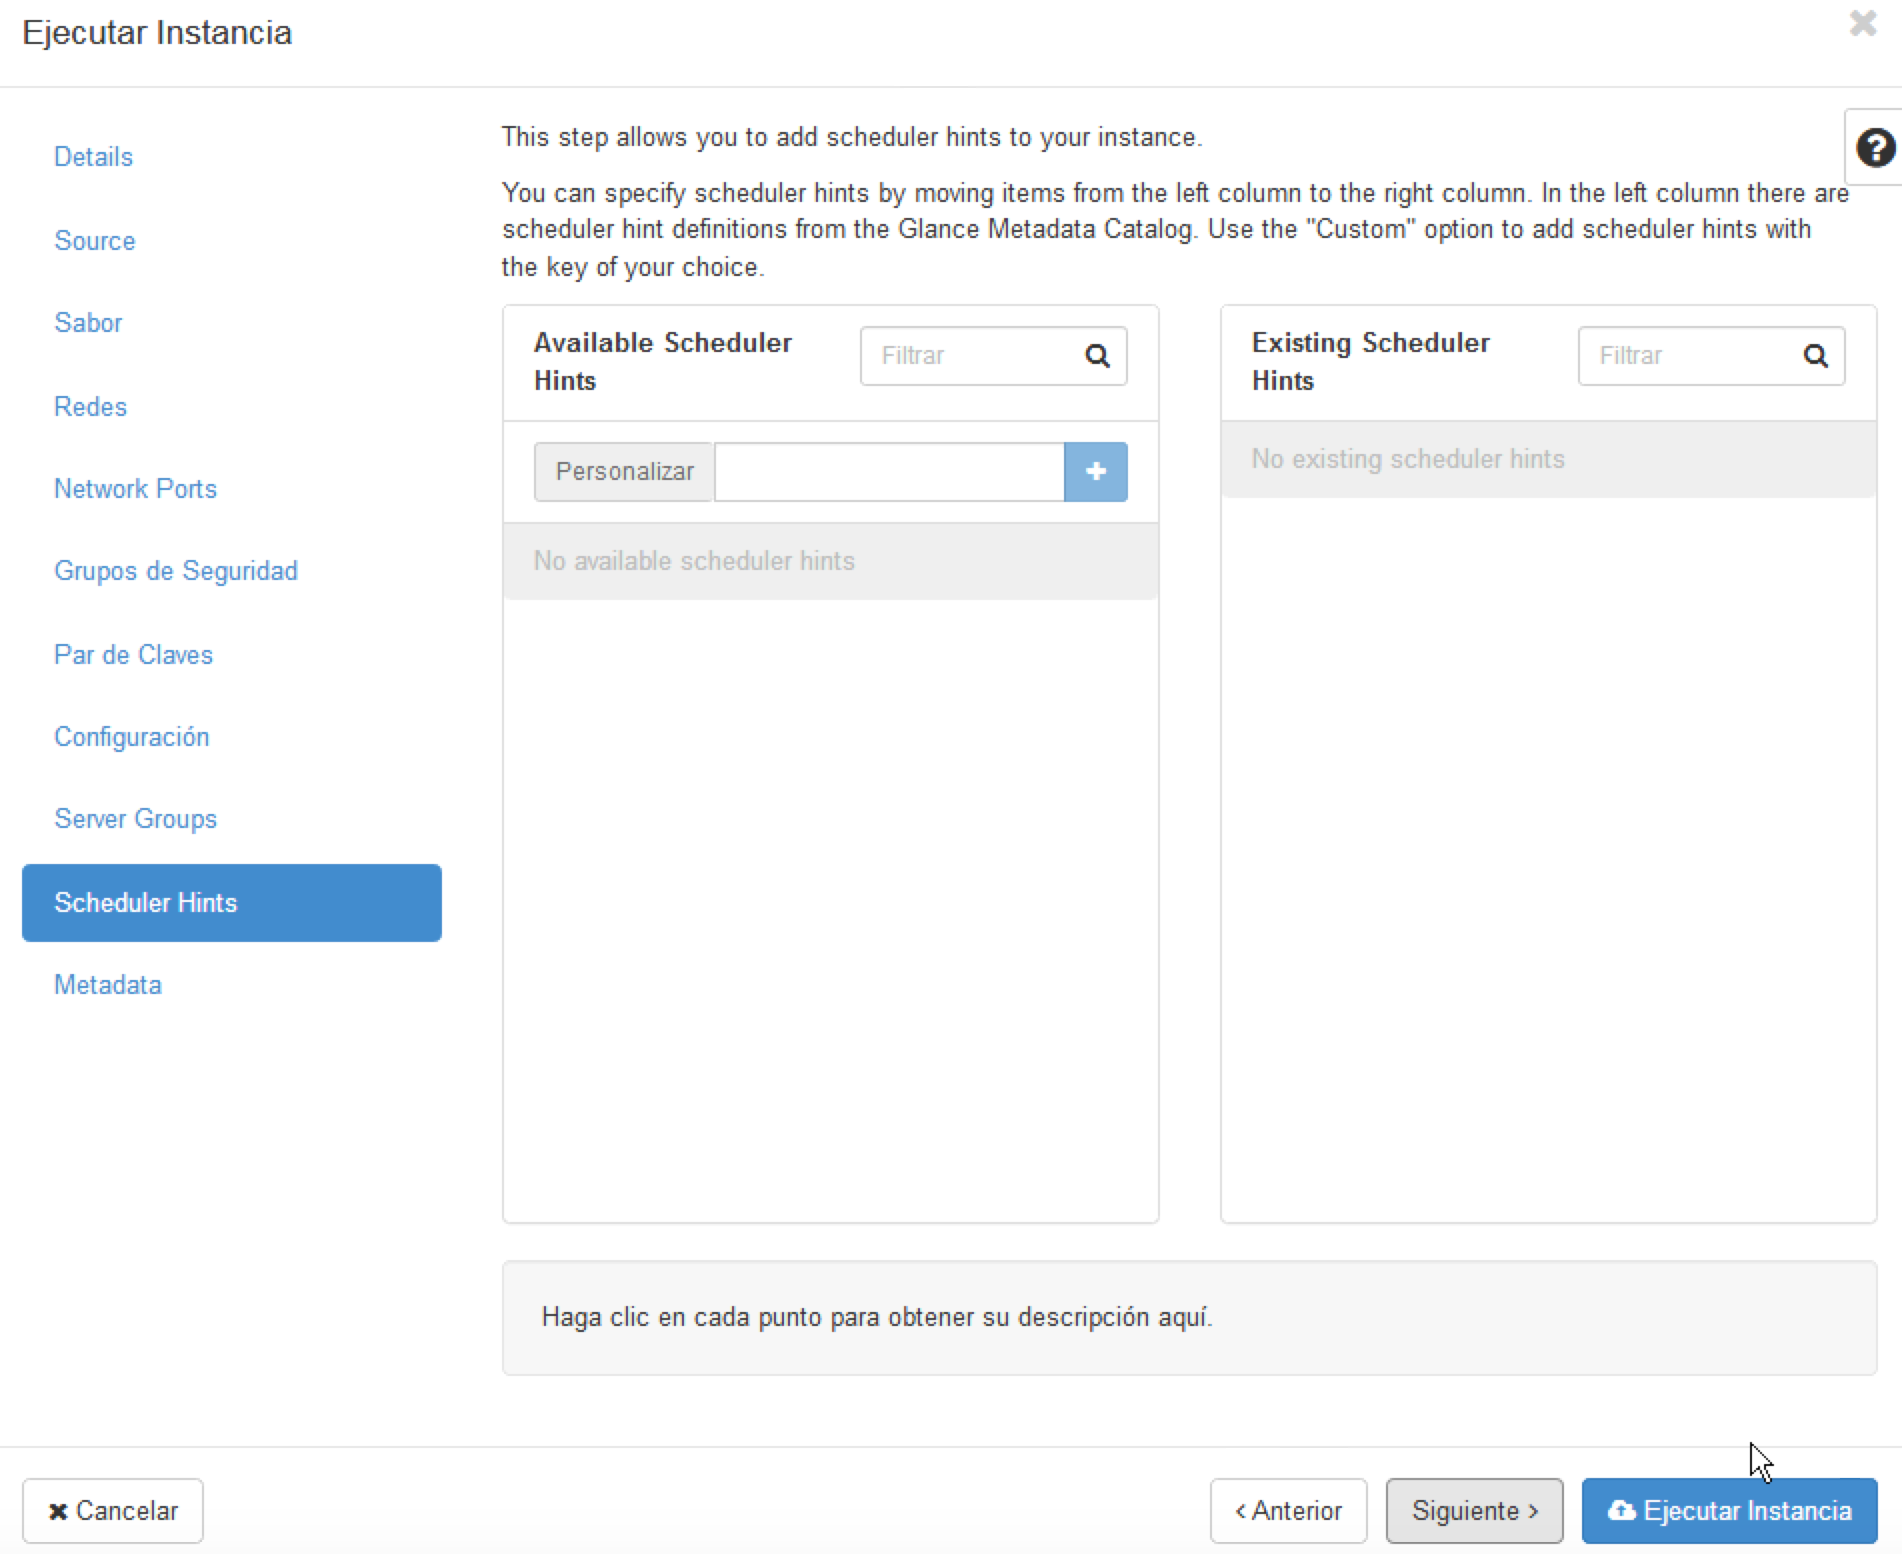 Ejecutar Instancia
Details
Source
Sabor
Redes
Network Ports
Grupos de Seguridad
Par de Claves
Configuración
Server Groups
Scheduler Hints
Metadata
This step allows you to add scheduler hints to your instance.
You can specify scheduler hints by moving items from the left column to the right column. In the left column there are
scheduler hint definitions from the Glance Metadata Catalog. Use the "Custom" option to add scheduler hints with
the key of your choice.
Available Scheduler
Hints
Filtrar
Personalizar
No available scheduler hints
Existing Scheduler
Hints
Filtrar
No existing scheduler hints
Haga clic en cada punto para obtener su descripción aquí.
Cancelar
‹ Anterior
Siguiente ›
Ejecutar Instancia